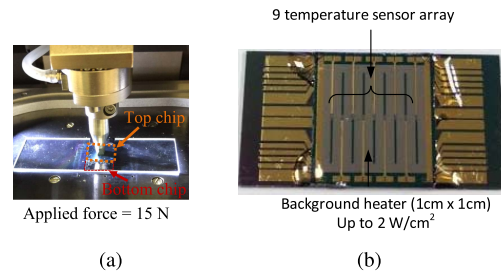 9 temperature sensor array
Top chip
Bottom chip
Applied force = 15 N
Background heater (1cm x 1cm)
Up to 2 W/cm²
(a)
(b)